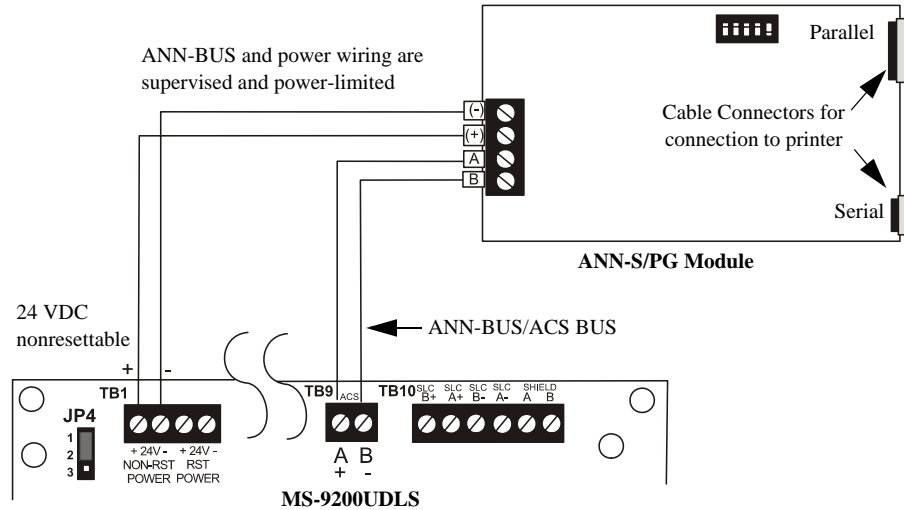 Parallel
ANN-BUS and power wiring are
supervised and power-limited
(-)
(+)
A
B
Cable Connectors for
connection to printer
Serial
ANN-S/PG Module
24 VDC
nonresettable
ANN-BUS/ACS BUS
+ -
TB1
TB9 ACS
TB10 SLC SLC SLC SLC SHIELD
B+ A+ B- A- A B
JP4
1
2
3
+ 24V - + 24V -
NON-RST RST
POWER POWER
A B
+ -
MS-9200UDLS